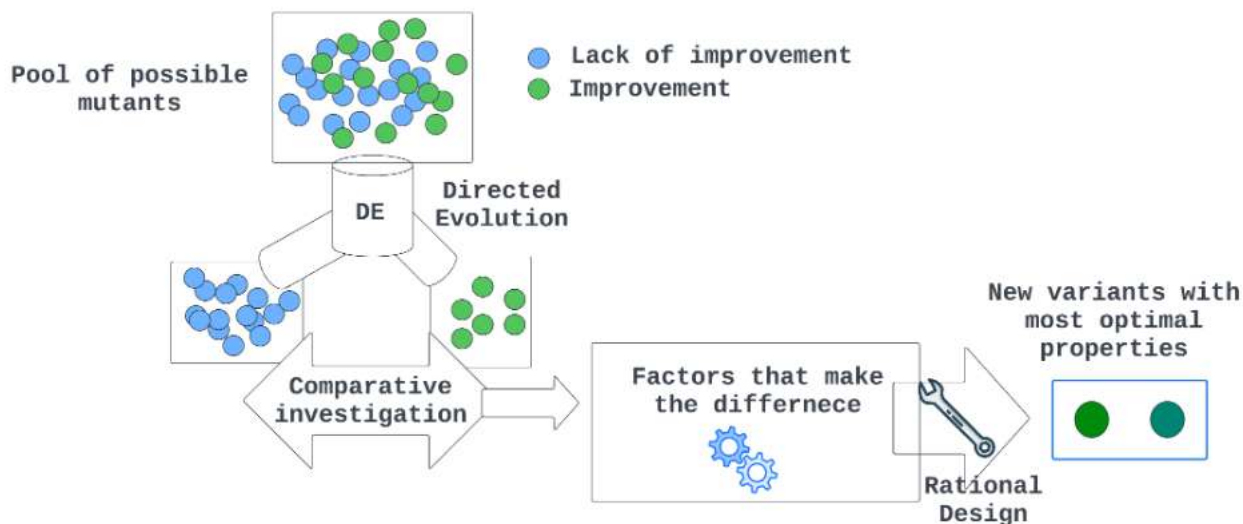 Pool of possible
mutants
Lack of improvement
Improvement
DE
Directed
Evolution
Comparative
investigation
Factors that make
the differnece
Rational
Design
New variants with
most optimal
properties